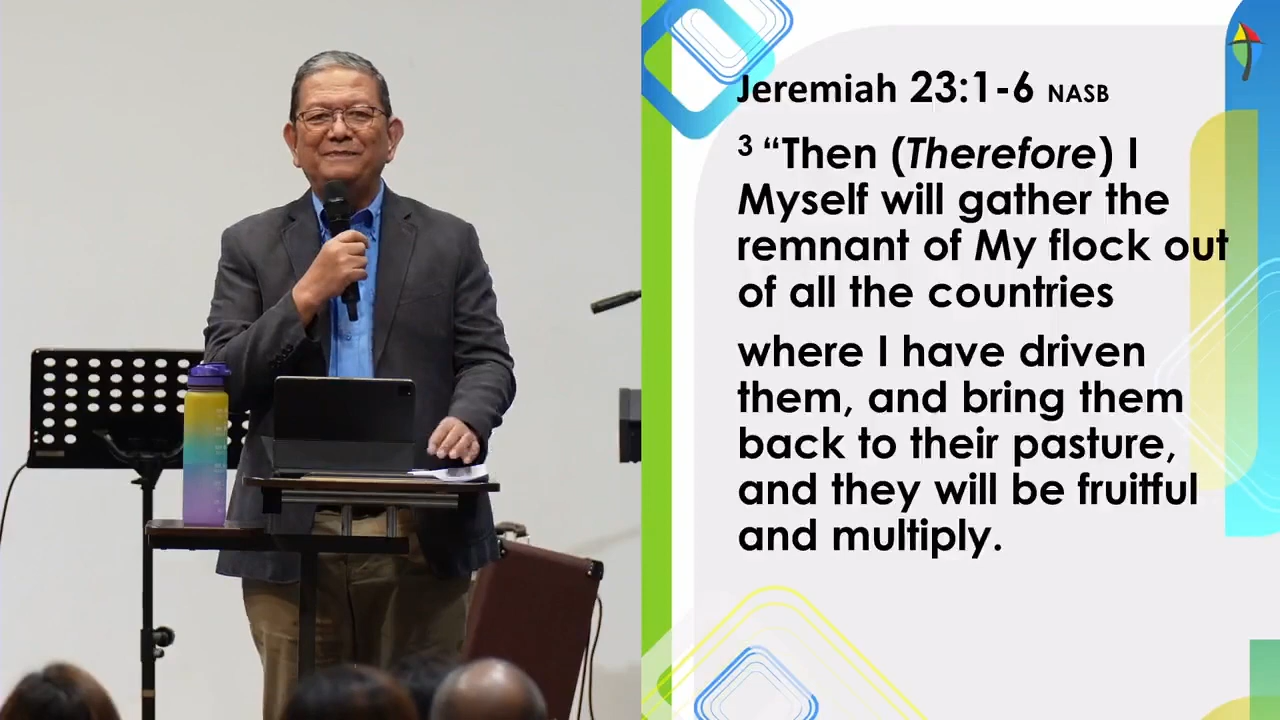 Jeremiah 23:1-6 NASB
3 “Then (Therefore) I
Myself will gather the
remnant of My flock out
of all the countries
where I have driven
them, and bring them
back to their pasture,
and they will be fruitful
and multiply.